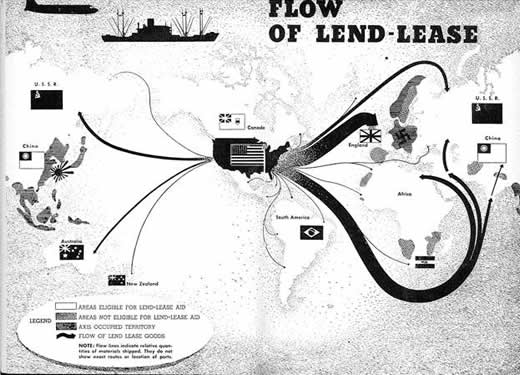 FLOW
OF LEND-LEASE
U.S.S.R.
China
Australia
New Zealand
Canada
South America
England
Africa
U.S.S.R.
China
LEGEND
AREAS ELIGIBLE FOR LEND-LEASE AID
AREAS NOT ELIGIBLE FOR LEND-LEASE AID
AXIS OCCUPIED TERRITORY
FLOW OF LEND LEASE GOODS
NOTE: Flow lines indicate relative quan-
tities of materials shipped. They do not
show exact routes or location of ports.